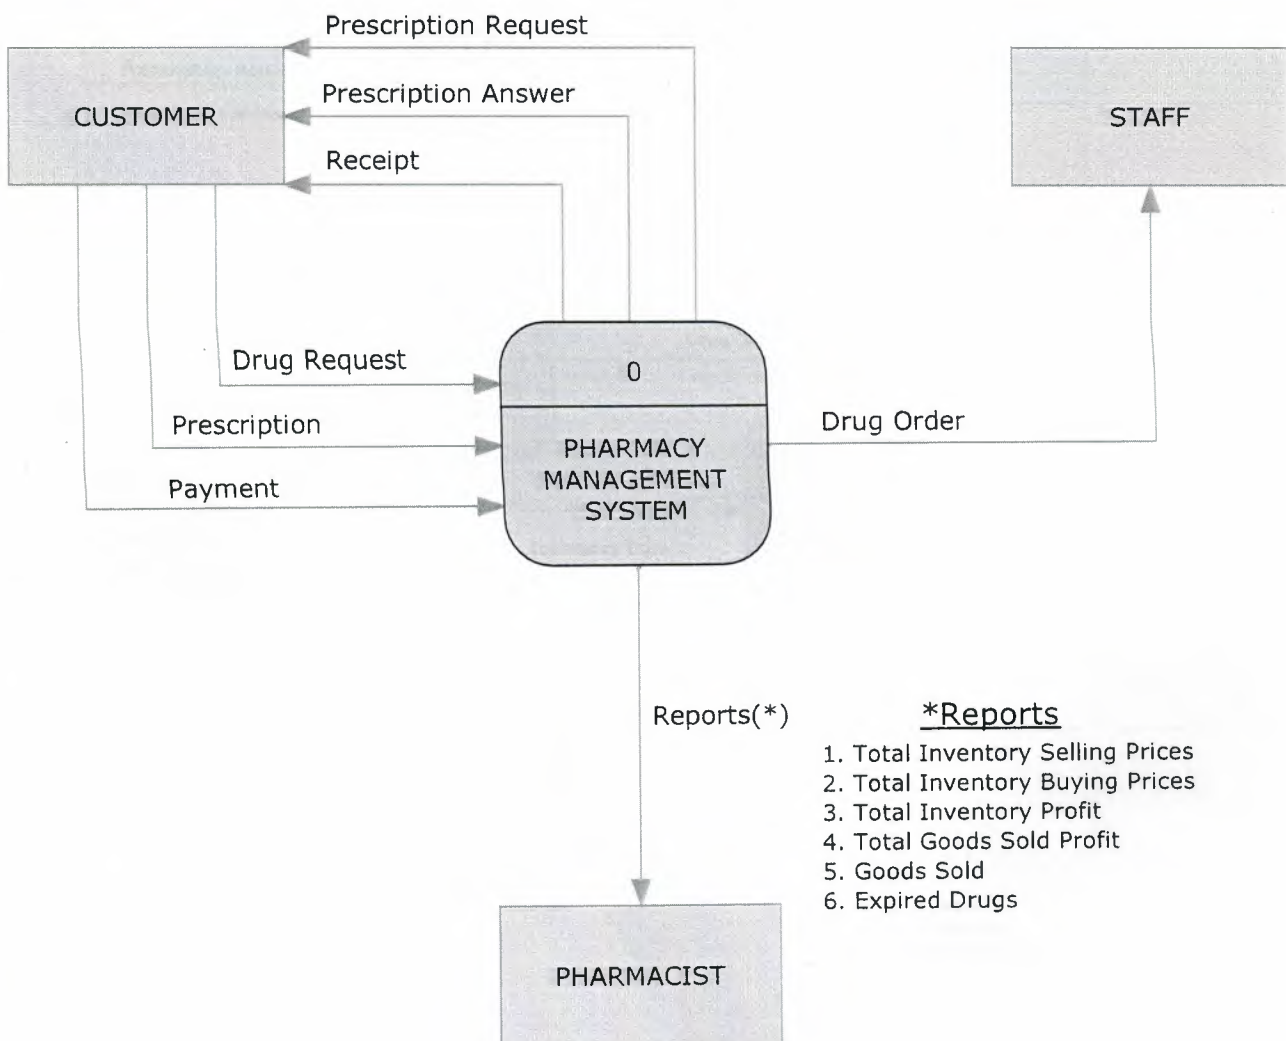 Prescription Request
Prescription Answer
Receipt
CUSTOMER
STAFF
Drug Request
Prescription
Payment
0
PHARMACY
MANAGEMENT
SYSTEM
Drug Order
Reports(*)
*Reports
1. Total Inventory Selling Prices
2. Total Inventory Buying Prices
3. Total Inventory Profit
4. Total Goods Sold Profit
5. Goods Sold
6. Expired Drugs
PHARMACIST